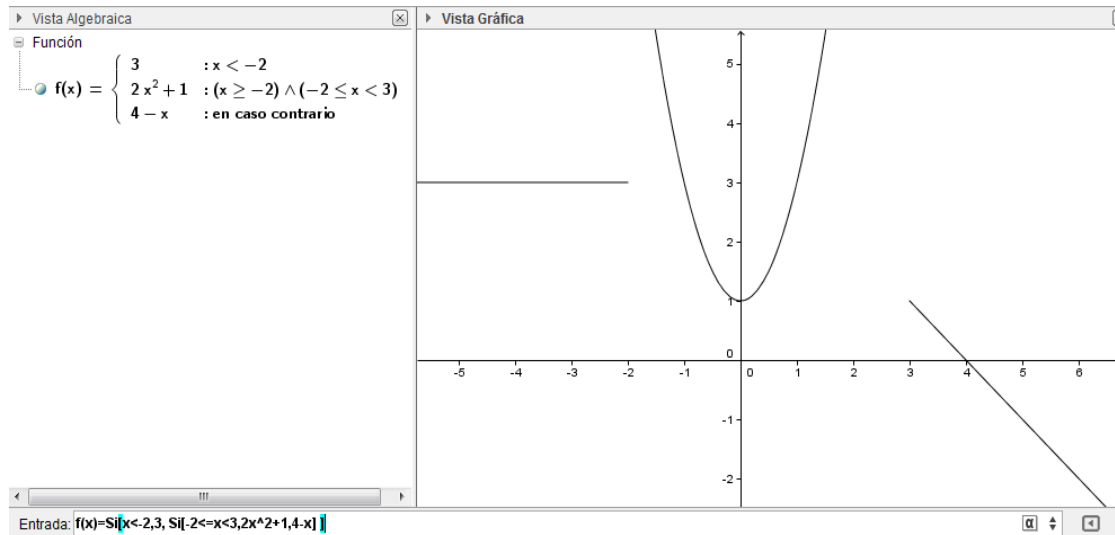 Vista Algebraica
Función
f(x) = { 3 : x < −2
2 x² + 1 : (x ≥ −2) ∧ (−2 ≤ x < 3)
4 − x : en caso contrario
Vista Gráfica
5
4
3
2
1
0
-5 -4 -3 -2 -1 0 1 2 3 4 5 6
-1
-2
Entrada: f(x)=Si[x<-2,3, Si[-2<=x<3,2x^2+1,4-x] ]
α